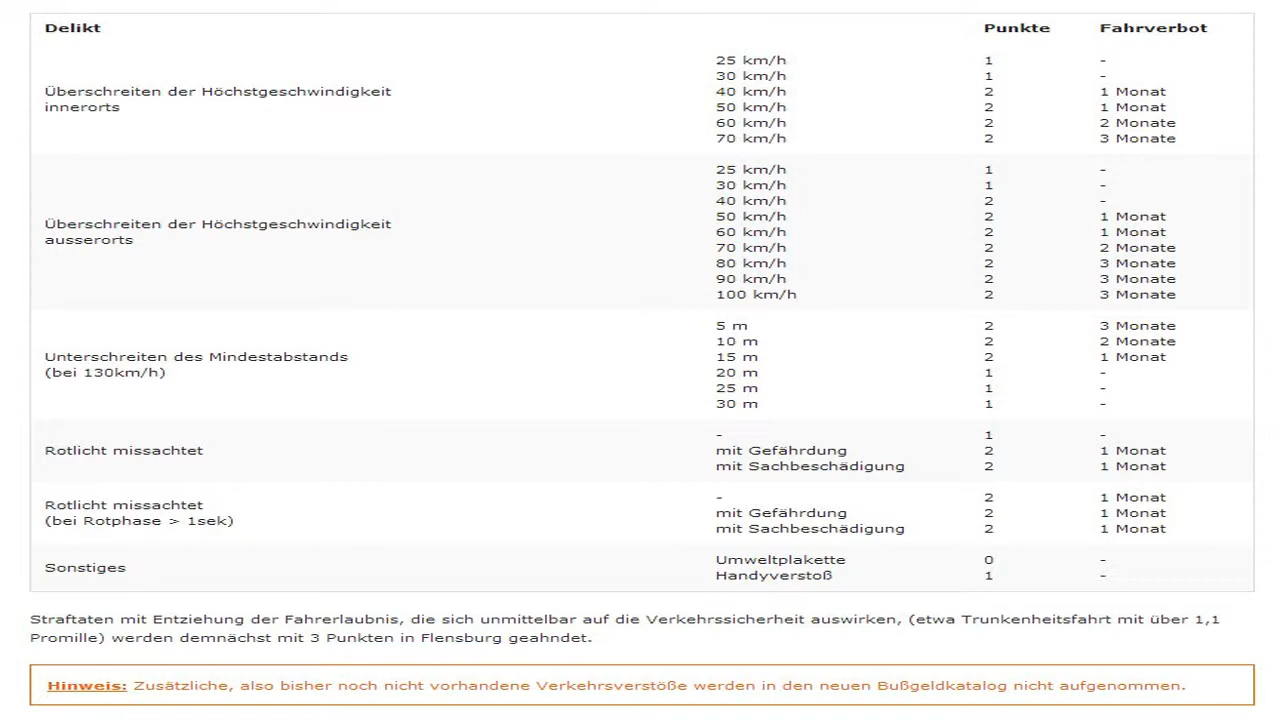 Delikt Punkte Fahrverbot
25 km/h 1 -
30 km/h 1 -
Überschreiten der Höchstgeschwindigkeit 40 km/h 2 1 Monat
innerorts 50 km/h 2 1 Monat
60 km/h 2 2 Monate
70 km/h 2 3 Monate
25 km/h 1 -
30 km/h 1 -
40 km/h 2 -
Überschreiten der Höchstgeschwindigkeit 50 km/h 2 1 Monat
ausserorts 60 km/h 2 1 Monat
70 km/h 2 2 Monate
80 km/h 2 3 Monate
90 km/h 2 3 Monate
100 km/h 2 3 Monate
5 m 2 3 Monate
10 m 2 2 Monate
Unterschreiten des Mindestabstands 15 m 2 1 Monat
(bei 130km/h) 20 m 1 -
25 m 1 -
30 m 1 -
- 1 -
Rotlicht missachtet mit Gefährdung 2 1 Monat
mit Sachbeschädigung 2 1 Monat
- 2 1 Monat
Rotlicht missachtet mit Gefährdung 2 1 Monat
(bei Rotphase > 1sek) mit Sachbeschädigung 2 1 Monat
Umweltplakette 0 -
Sonstiges Handyverstoß 1 -
Straftaten mit Entziehung der Fahrerlaubnis, die sich unmittelbar auf die Verkehrssicherheit auswirken, (etwa Trunkenheitsfahrt mit über 1,1
Promille) werden demnächst mit 3 Punkten in Flensburg geahndet.
Hinweis: Zusätzliche, also bisher noch nicht vorhandene Verkehrsverstöße werden in den neuen Bußgeldkatalog nicht aufgenommen.